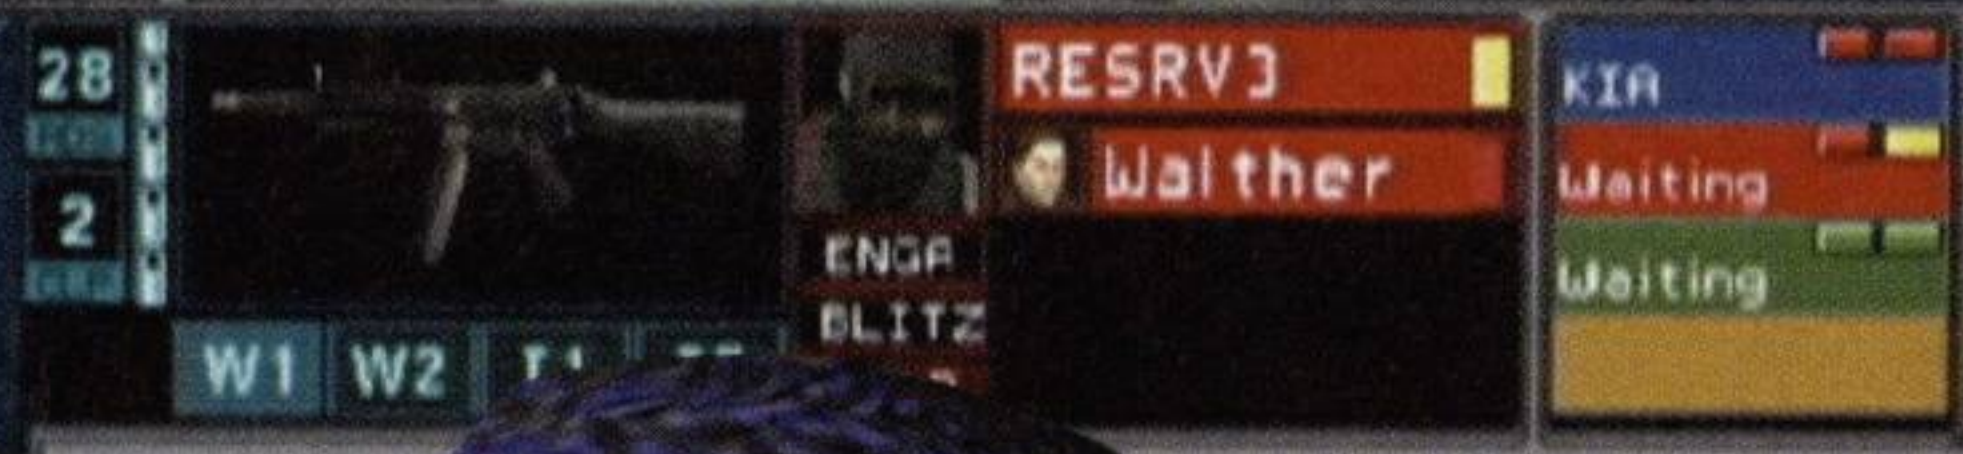 28
2
W1
W2
ENGA
BLITZ
RESRV3
Walther
KIA
Waiting
Waiting